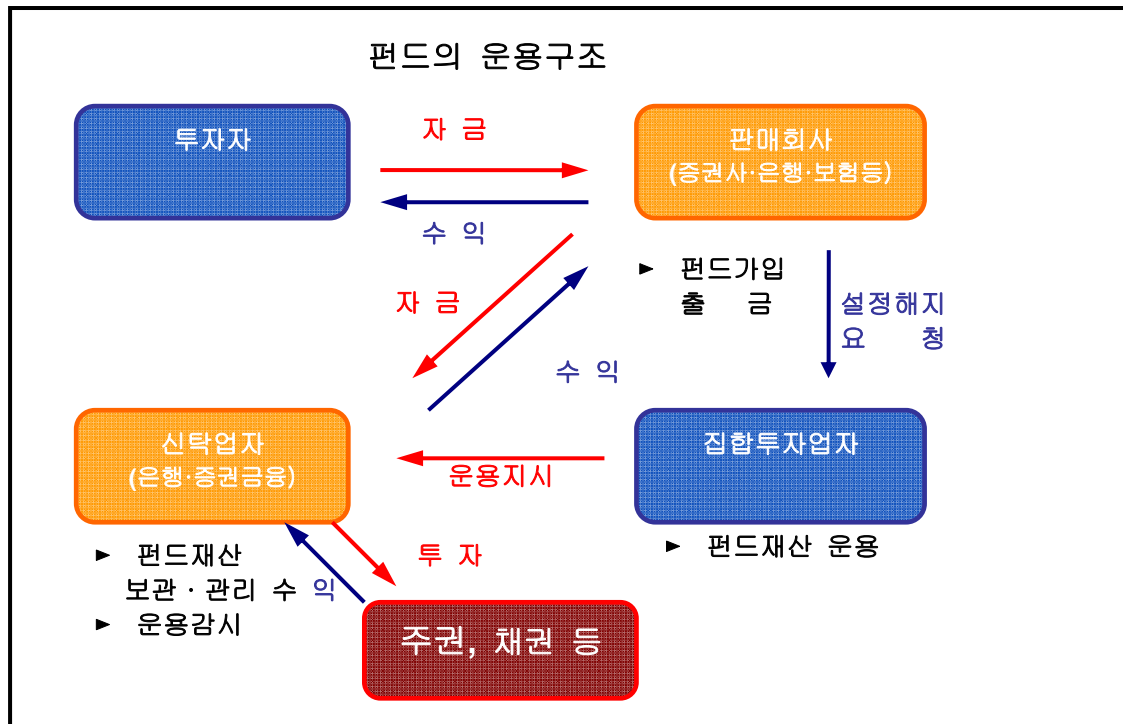 펀드의 운용구조
투자자
자 금
판매회사
(증권사·은행·보험등)
수 익
► 펀드가입
출 금
자 금
설정해지
요 청
수 익
신탁업자
(은행·증권금융)
집합투자업자
운용지시
► 펀드재산
보관 · 관리 수 익
► 운용감시
투 자
► 펀드재산 운용
주권, 채권 등